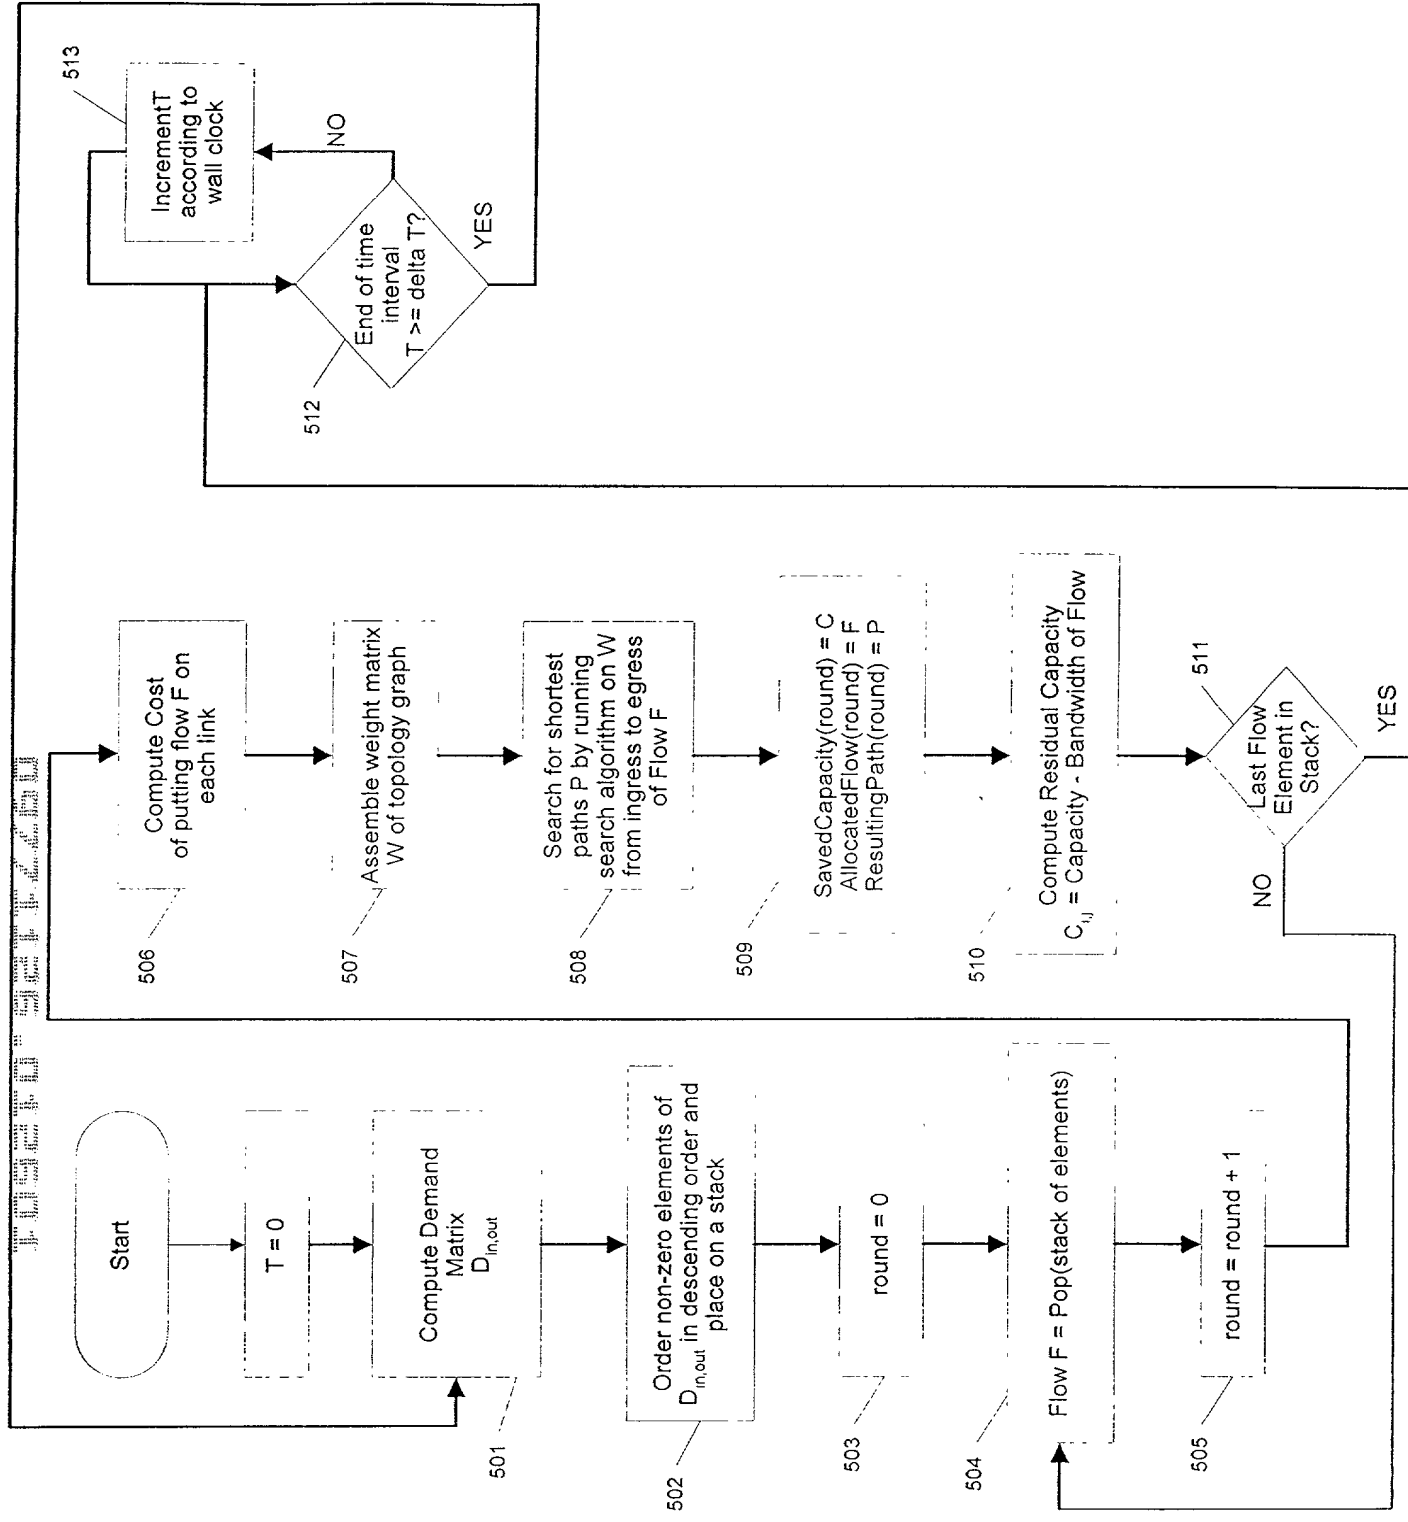 Start
T = 0
Compute Demand
Matrix
D in,out
501
Order non-zero elements of
D in,out in descending order and
place on a stack
502
round = 0
503
Flow F = Pop(stack of elements)
504
round = round + 1
505
Compute Cost
of putting flow F on
each link
506
Assemble weight matrix
W of topology graph
507
Search for shortest
paths P by running
search algorithm on W
from ingress to egress
of Flow F
508
SavedCapacity(round) = C
AllocatedFlow(round) = F
ResultingPath(round) = P
509
Compute Residual Capacity
C i,j = Capacity - Bandwidth of Flow
510
Last Flow
Element in
Stack?
511
NO
YES
End of time
interval
T >= delta T?
512
NO
YES
IncrementT
according to
wall clock
513